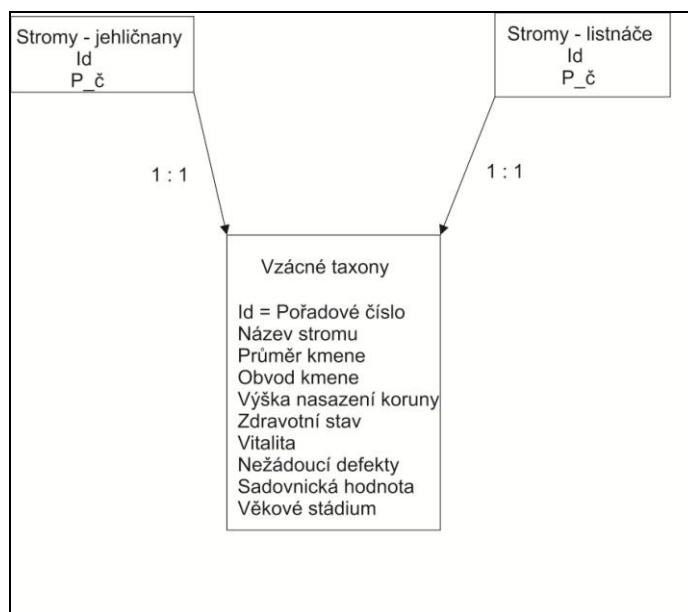 Stromy - jehličnany
Id
P_č
Stromy - listnáče
Id
P_č
1 : 1
1 : 1
Vzácné taxony
Id = Pořadové číslo
Název stromu
Průměr kmene
Obvod kmene
Výška nasazení koruny
Zdravotní stav
Vitalita
Nežádoucí defekty
Sadovnická hodnota
Věkové stádium